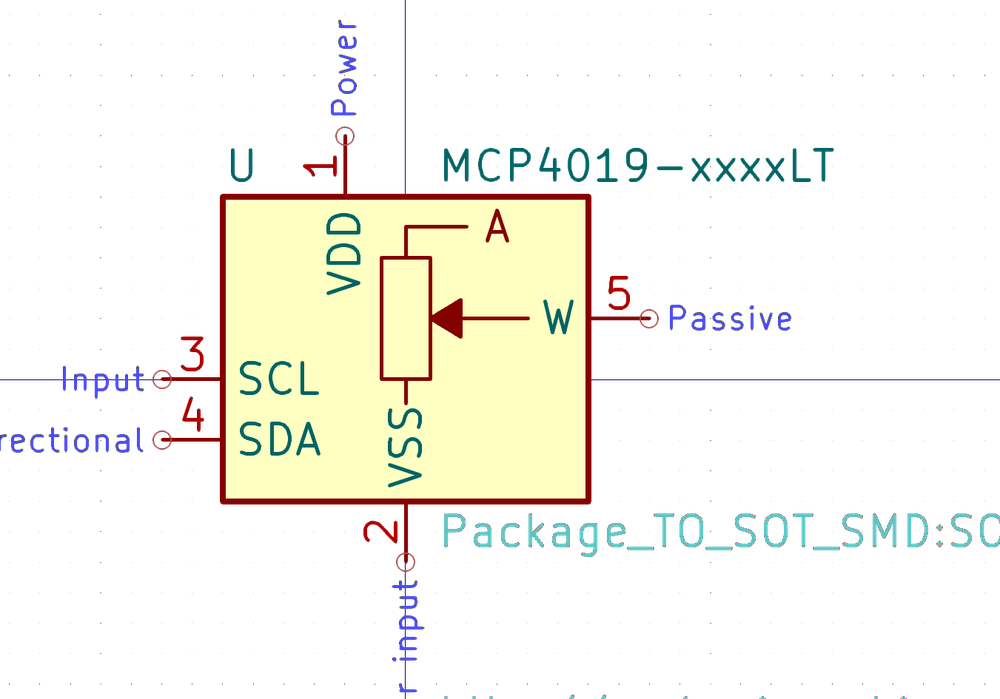 Power
U
1
MCP4019-xxxxLT
VDD
A
5
W
Passive
3
Input
SCL
4
rectional
SDA
VSS
2
Package_TO_SOT_SMD:SO
r input